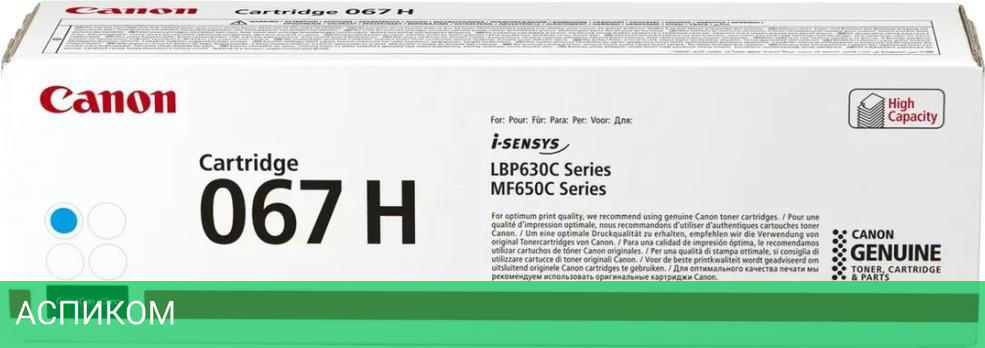 Canon
Cartridge 067 H
Canon
High
Capacity
For: Pour: Für: Para: Per: Voor: Для:
i-SENSYS
LBP630C Series
MF650C Series
Cartridge
067 H
For optimum print quality, we recommend using genuine Canon toner cartridges. / Pour une
qualité d'impression optimale, nous recommandons d'utiliser d'authentiques cartouches toner
Canon. / Um eine optimale Druckqualität zu erhalten, empfehlen wir die Verwendung von
original Tonercartridges von Canon. / Para una calidad de impresión óptima, le recomendamos
utilizar cartuchos de tóner Canon originales. / Per una qualità di stampa ottimale, si consiglia di
utilizzare cartucce di toner originali Canon. / Voor de beste printkwaliteit wordt geadviseerd om
uitsluitend originele Canon cartridges te gebruiken. / Для оптимального качества печати мы
рекомендуем использовать оригинальные картриджи Canon.
CANON
GENUINE
TONER, CARTRIDGE
& PARTS
АСПИКОМ